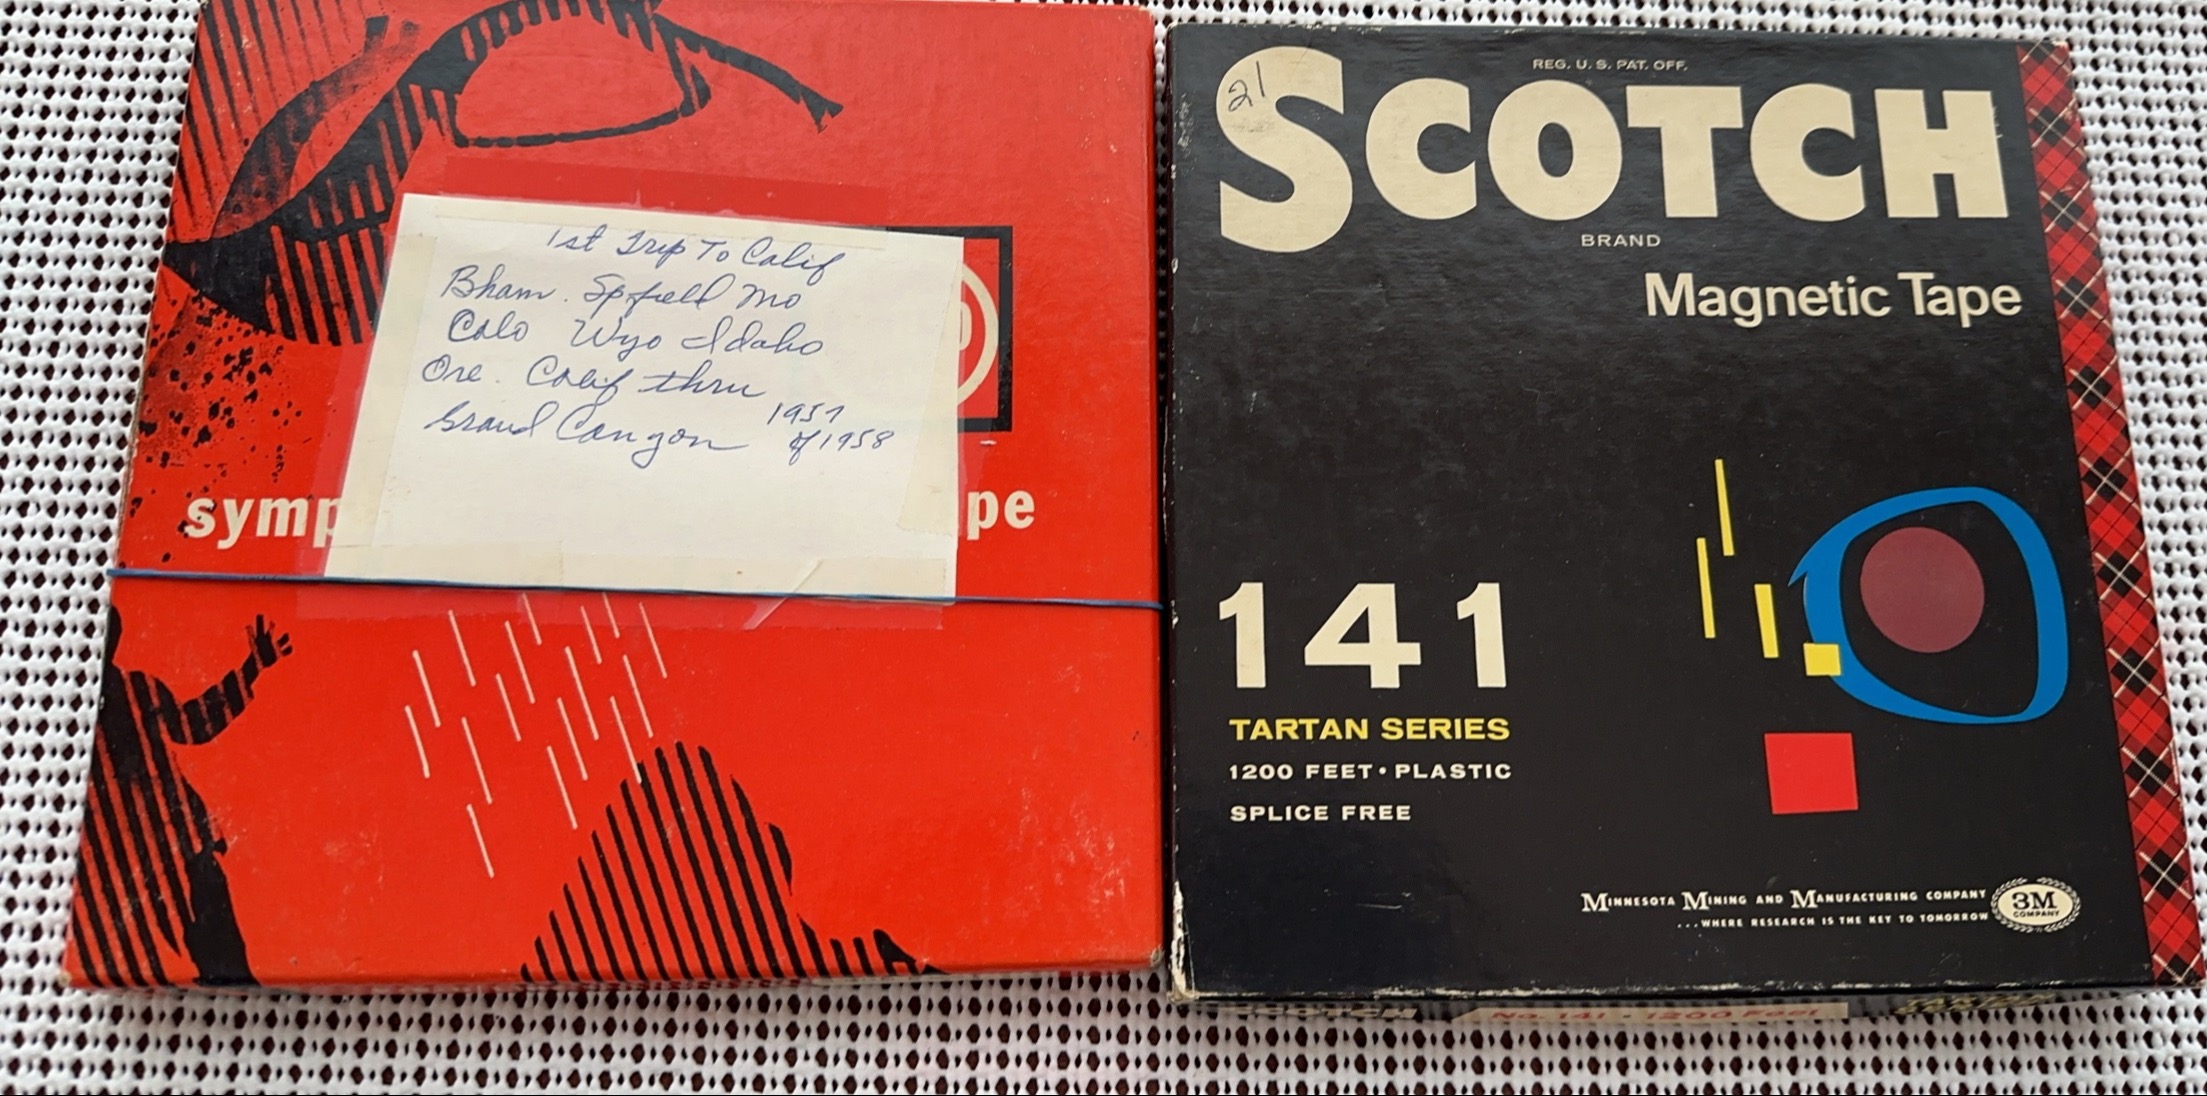 1st Trip To Calif
Bham. Spfield Mo
Colo Wyo Idaho
Ore. Calif thru
Grand Canyon 1957
of 1958
symp
pe
21
REG. U. S. PAT. OFF.
SCOTCH
BRAND
Magnetic Tape
141
TARTAN SERIES
1200 FEET • PLASTIC
SPLICE FREE
MINNESOTA MINING AND MANUFACTURING COMPANY
...WHERE RESEARCH IS THE KEY TO TOMORROW
3M
COMPANY
SCOTCH No. 141 • 1200 Feet